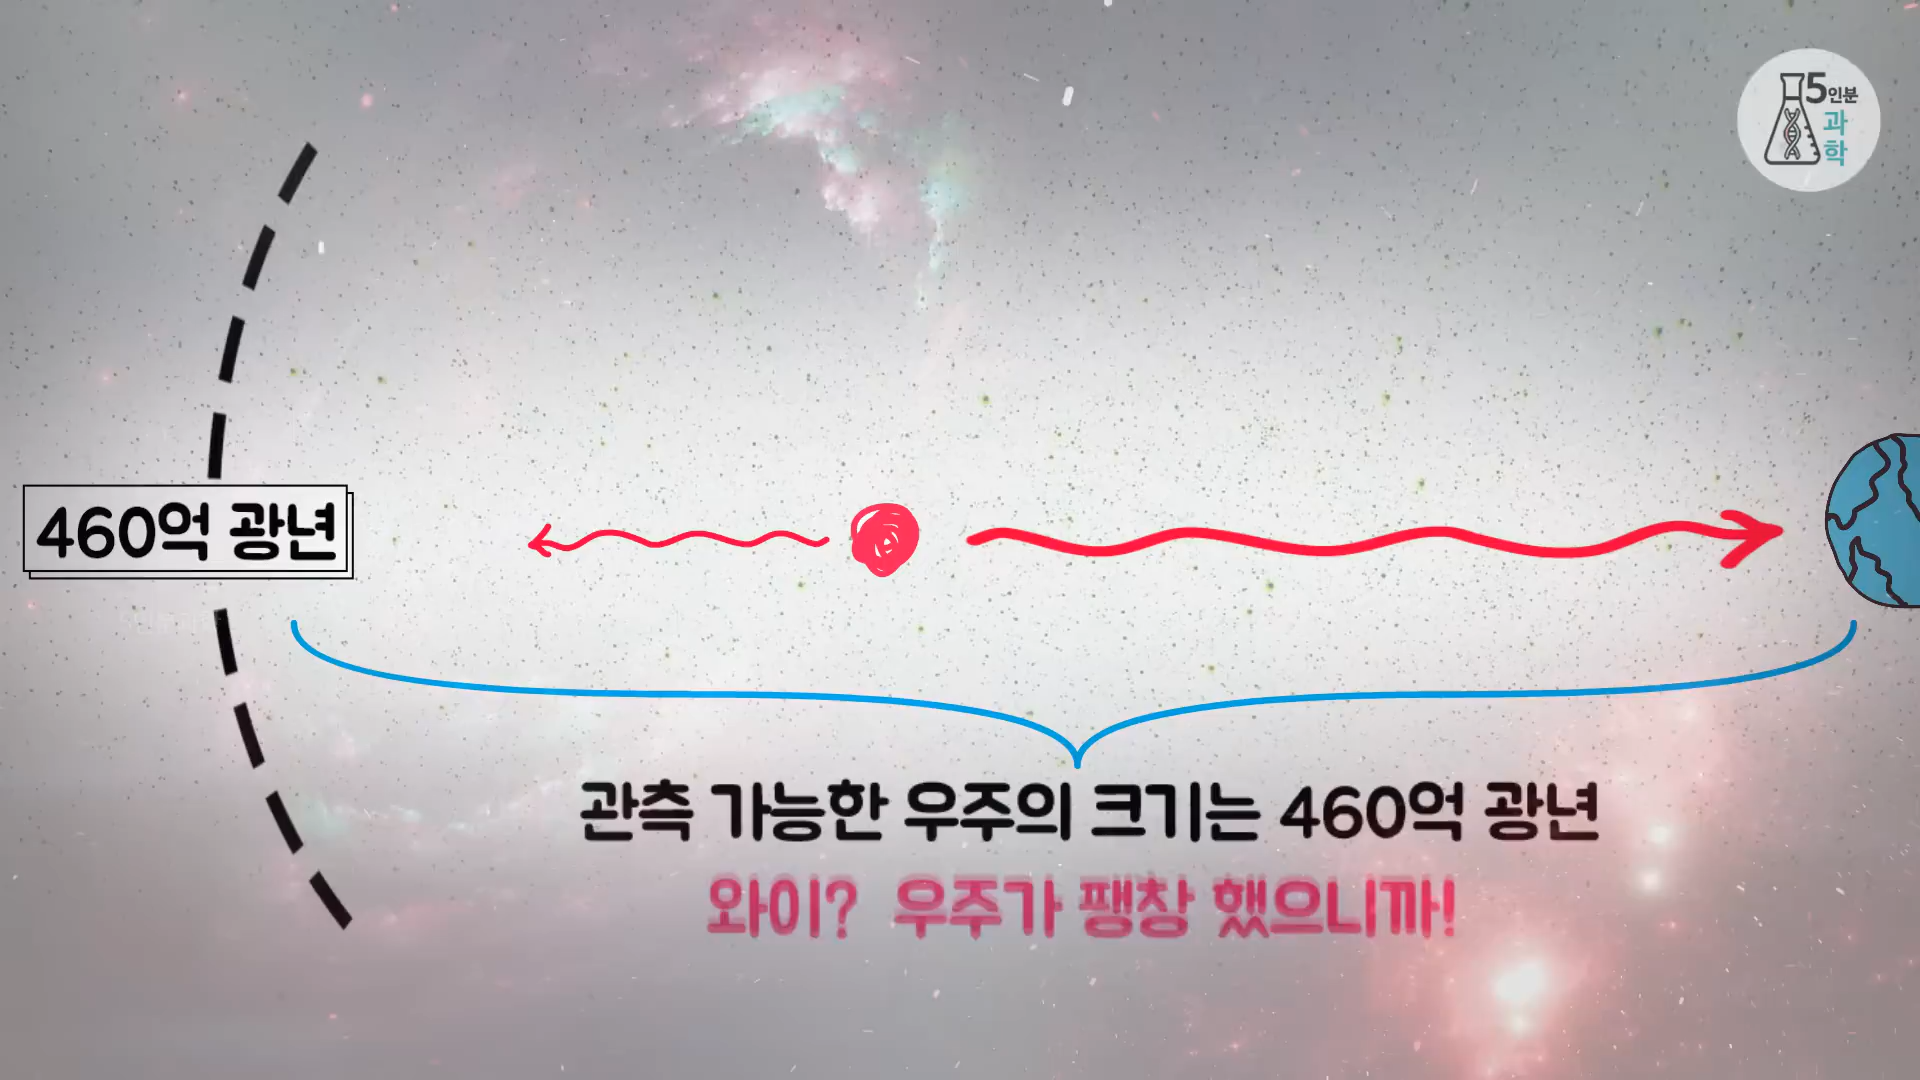 5인분
과
학
460억 광년
관측 가능한 우주의 크기는 460억 광년
와이? 우주가 팽창 했으니까!